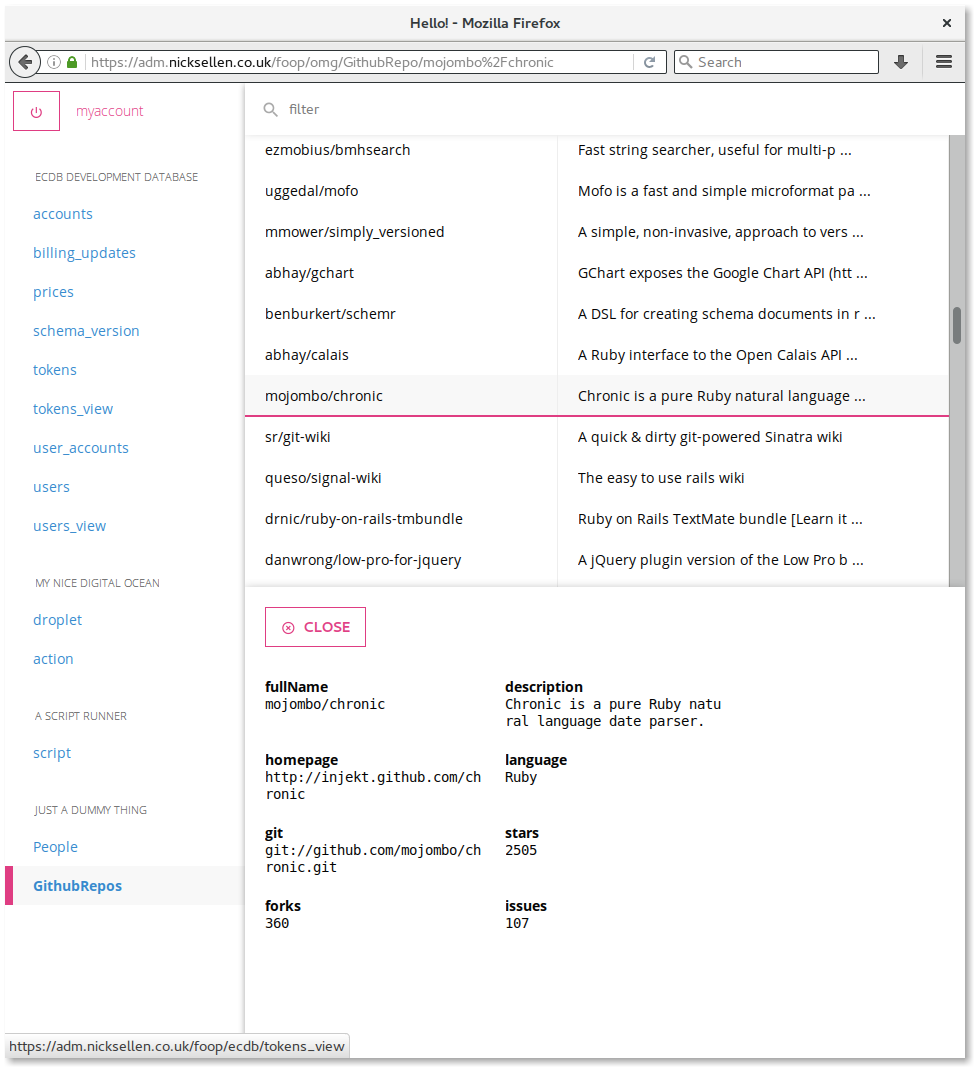 Hello! - Mozilla Firefox
https://adm.nicksellen.co.uk/foop/omg/GithubRepo/mojombo%2Fchronic
Search
myaccount
filter
ECDB DEVELOPMENT DATABASE
accounts
billing_updates
prices
schema_version
tokens
tokens_view
user_accounts
users
users_view
MY NICE DIGITAL OCEAN
droplet
action
A SCRIPT RUNNER
script
JUST A DUMMY THING
People
GithubRepos
ezmobius/bmhsearch Fast string searcher, useful for multi-p ...
uggedal/mofo Mofo is a fast and simple microformat pa ...
mmower/simply_versioned A simple, non-invasive, approach to vers ...
abhay/gchart GChart exposes the Google Chart API (htt ...
benburkert/schemr A DSL for creating schema documents in r ...
abhay/calais A Ruby interface to the Open Calais API ...
mojombo/chronic Chronic is a pure Ruby natural language ...
sr/git-wiki A quick & dirty git-powered Sinatra wiki
queso/signal-wiki The easy to use rails wiki
drnic/ruby-on-rails-tmbundle Ruby on Rails TextMate bundle [Learn it ...
danwrong/low-pro-for-jquery A jQuery plugin version of the Low Pro b ...
CLOSE
fullName
mojombo/chronic
description
Chronic is a pure Ruby natu
ral language date parser.
homepage
http://injekt.github.com/ch
ronic
language
Ruby
git
git://github.com/mojombo/ch
ronic.git
stars
2505
forks
360
issues
107
https://adm.nicksellen.co.uk/foop/ecdb/tokens_view